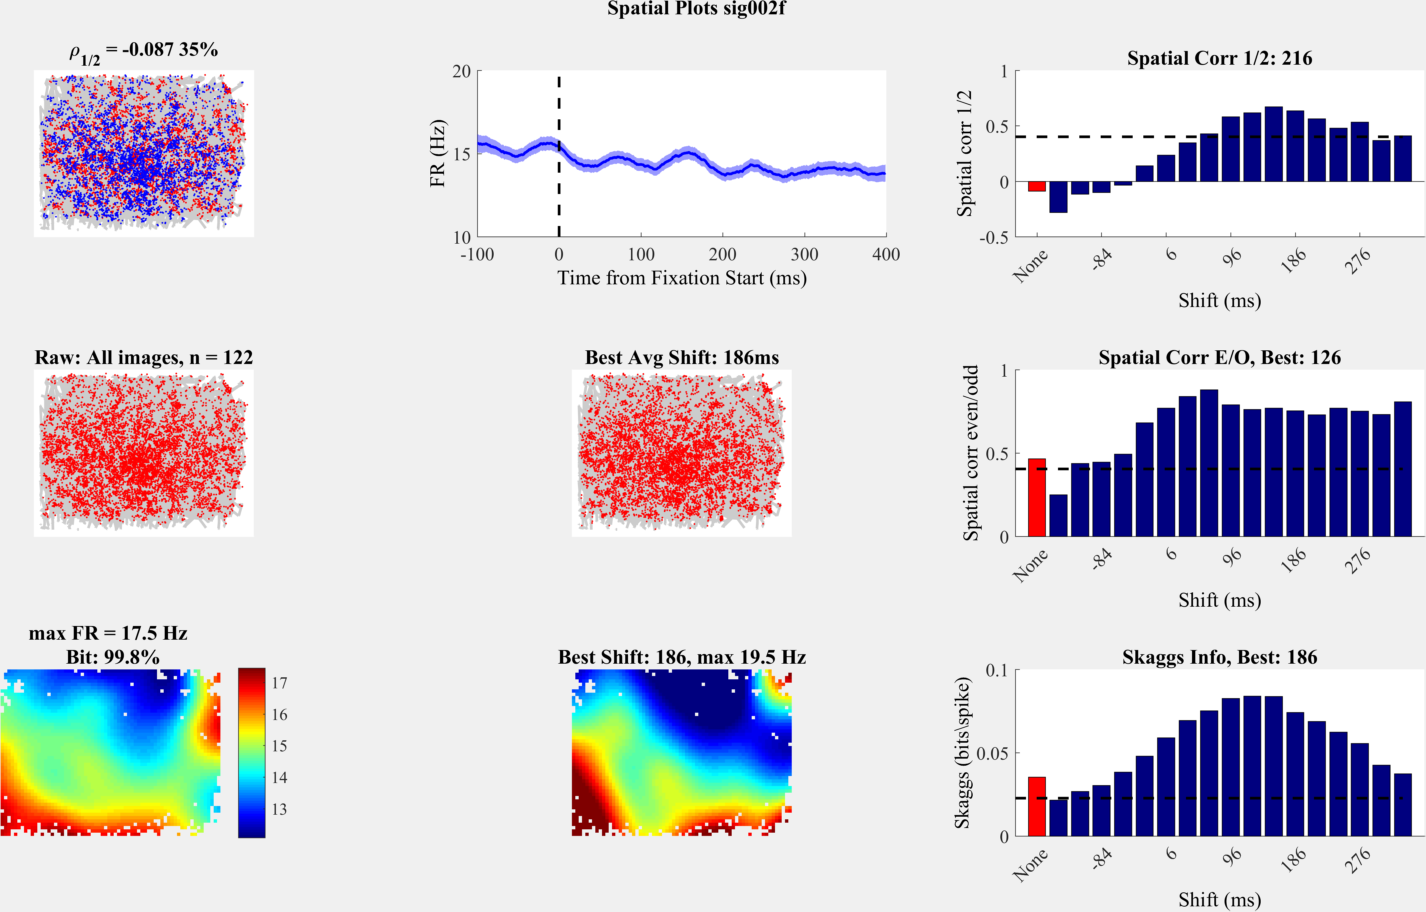 Spatial Plots sig002f
ρ1/2 = -0.087 35%
20
15
10
FR (Hz)
-100 0 100 200 300 400
Time from Fixation Start (ms)
Spatial Corr 1/2: 216
1
0.5
0
-0.5
Spatial corr 1/2
None -84 6 96 186 276
Shift (ms)
Raw: All images, n = 122
Best Avg Shift: 186ms
Spatial Corr E/O, Best: 126
1
0.5
0
Spatial corr even/odd
None -84 6 96 186 276
Shift (ms)
max FR = 17.5 Hz
Bit: 99.8%
17
16
15
14
13
Best Shift: 186, max 19.5 Hz
Skaggs Info, Best: 186
0.1
0.05
0
Skaggs (bits\spike)
None -84 6 96 186 276
Shift (ms)